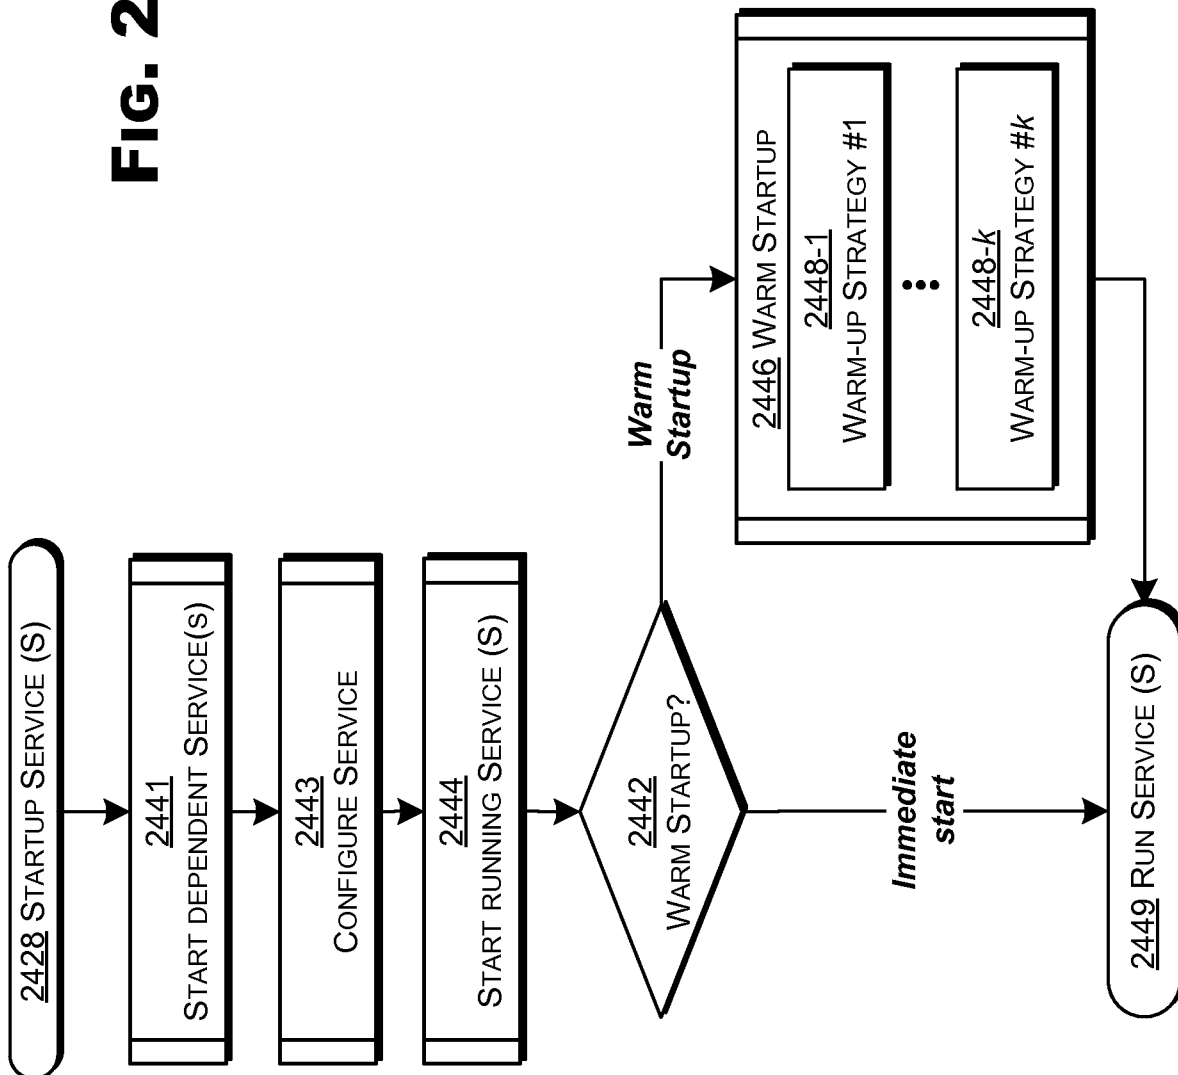 FIG. 2
2428 STARTUP SERVICE (S)
2441
START DEPENDENT SERVICE(S)
2443
CONFIGURE SERVICE
2444
START RUNNING SERVICE (S)
2442
WARM STARTUP?
Warm
Startup
2446 WARM STARTUP
2448-1
WARM-UP STRATEGY #1
•••
2448-k
WARM-UP STRATEGY #k
Immediate
start
2449 RUN SERVICE (S)